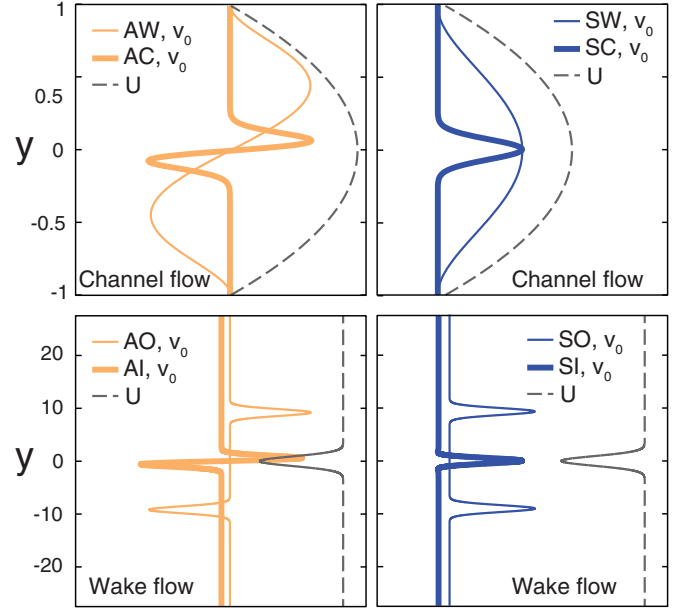 AW, v₀
AC, v₀
U
SW, v₀
SC, v₀
U
1
0.5
0
-0.5
-1
y
Channel flow
Channel flow
AO, v₀
AI, v₀
U
SO, v₀
SI, v₀
U
20
10
0
-10
-20
y
Wake flow
Wake flow